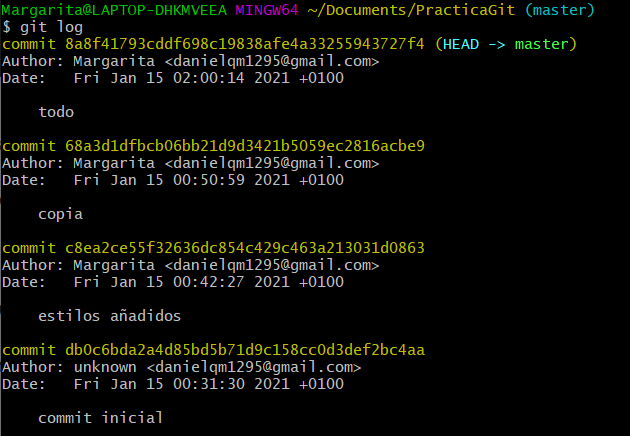 Margarita@LAPTOP-DHKMVEEA MINGW64 ~/Documents/PracticaGit (master)
$ git log
commit 8a8f41793cddf698c19838afe4a33255943727f4 (HEAD -> master)
Author: Margarita <danielqm1295@gmail.com>
Date:   Fri Jan 15 02:00:14 2021 +0100
todo
commit 68a3d1dfbcb06bb21d9d3421b5059ec2816acbe9
Author: Margarita <danielqm1295@gmail.com>
Date:   Fri Jan 15 00:50:59 2021 +0100
copia
commit c8ea2ce55f32636dc854c429c463a213031d0863
Author: Margarita <danielqm1295@gmail.com>
Date:   Fri Jan 15 00:42:27 2021 +0100
estilos añadidos
commit db0c6bda2a4d85bd5b71d9c158cc0d3def2bc4aa
Author: unknown <danielqm1295@gmail.com>
Date:   Fri Jan 15 00:31:30 2021 +0100
commit inicial